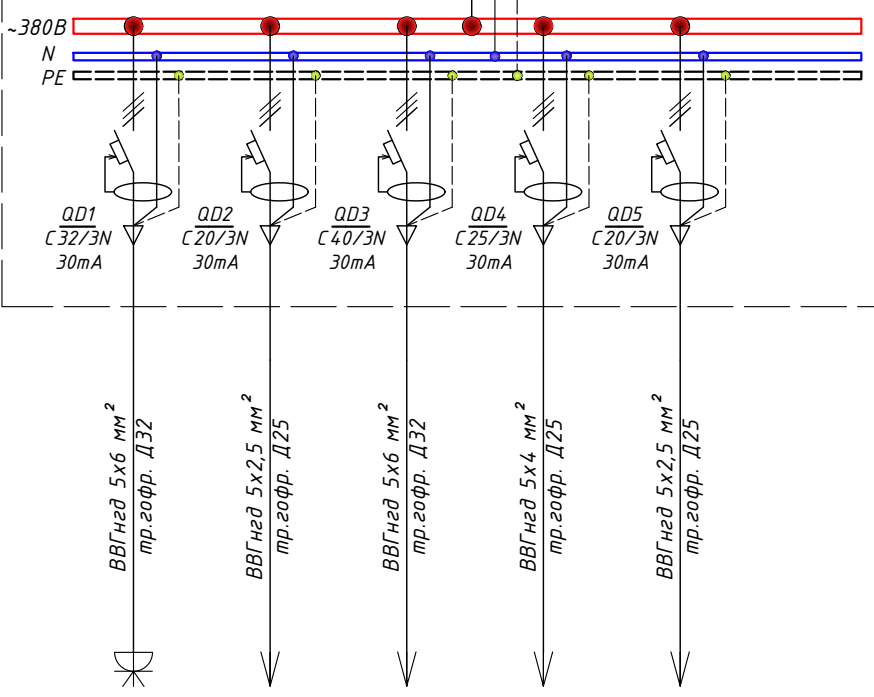 ~380В
N
PE
QD1
C32/3N
30mA
QD2
C20/3N
30mA
QD3
C40/3N
30mA
QD4
C25/3N
30mA
QD5
C20/3N
30mA
ВВГнгд 5х6 мм²
тр.гофр. Д32
ВВГнгд 5х2,5 мм²
тр.гофр. Д25
ВВГнгд 5х6 мм²
тр.гофр. Д32
ВВГнгд 5х4 мм²
тр.гофр. Д25
ВВГнгд 5х2,5 мм²
тр.гофр. Д25